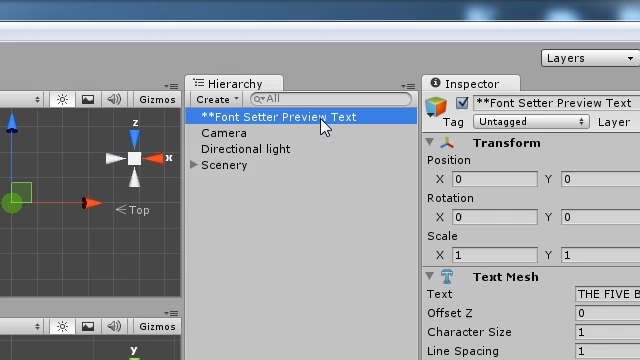 Layers
Hierarchy
Inspector
Create
All
Gizmos
**Font Setter Preview Text
Camera
Directional light
Scenery
z
x
Top
Gizmos
y
**Font Setter Preview Text
Tag Untagged Layer
Transform
Position
X 0 Y 0
Rotation
X 0 Y 0
Scale
X 1 Y 1
Text Mesh
Text THE FIVE B
Offset Z 0
Character Size 1
Line Spacing 1